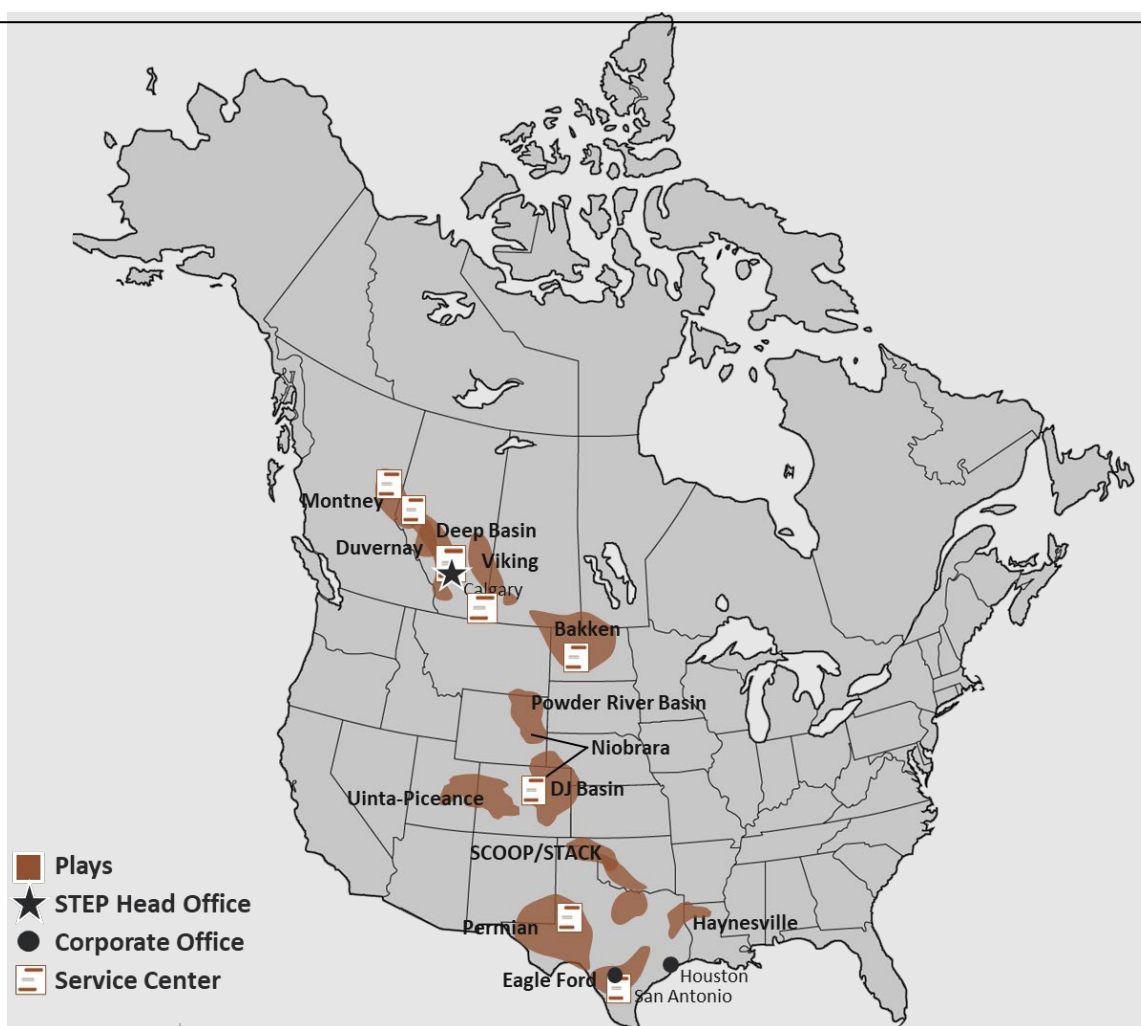 Montney
Deep Basin
Duvernay
Viking
Calgary
Bakken
Powder River Basin
Niobrara
DJ Basin
Uinta-Piceance
SCOOP/STACK
Plays
STEP Head Office
Permian
Haynesville
Corporate Office
Eagle Ford
Houston
Service Center
San Antonio